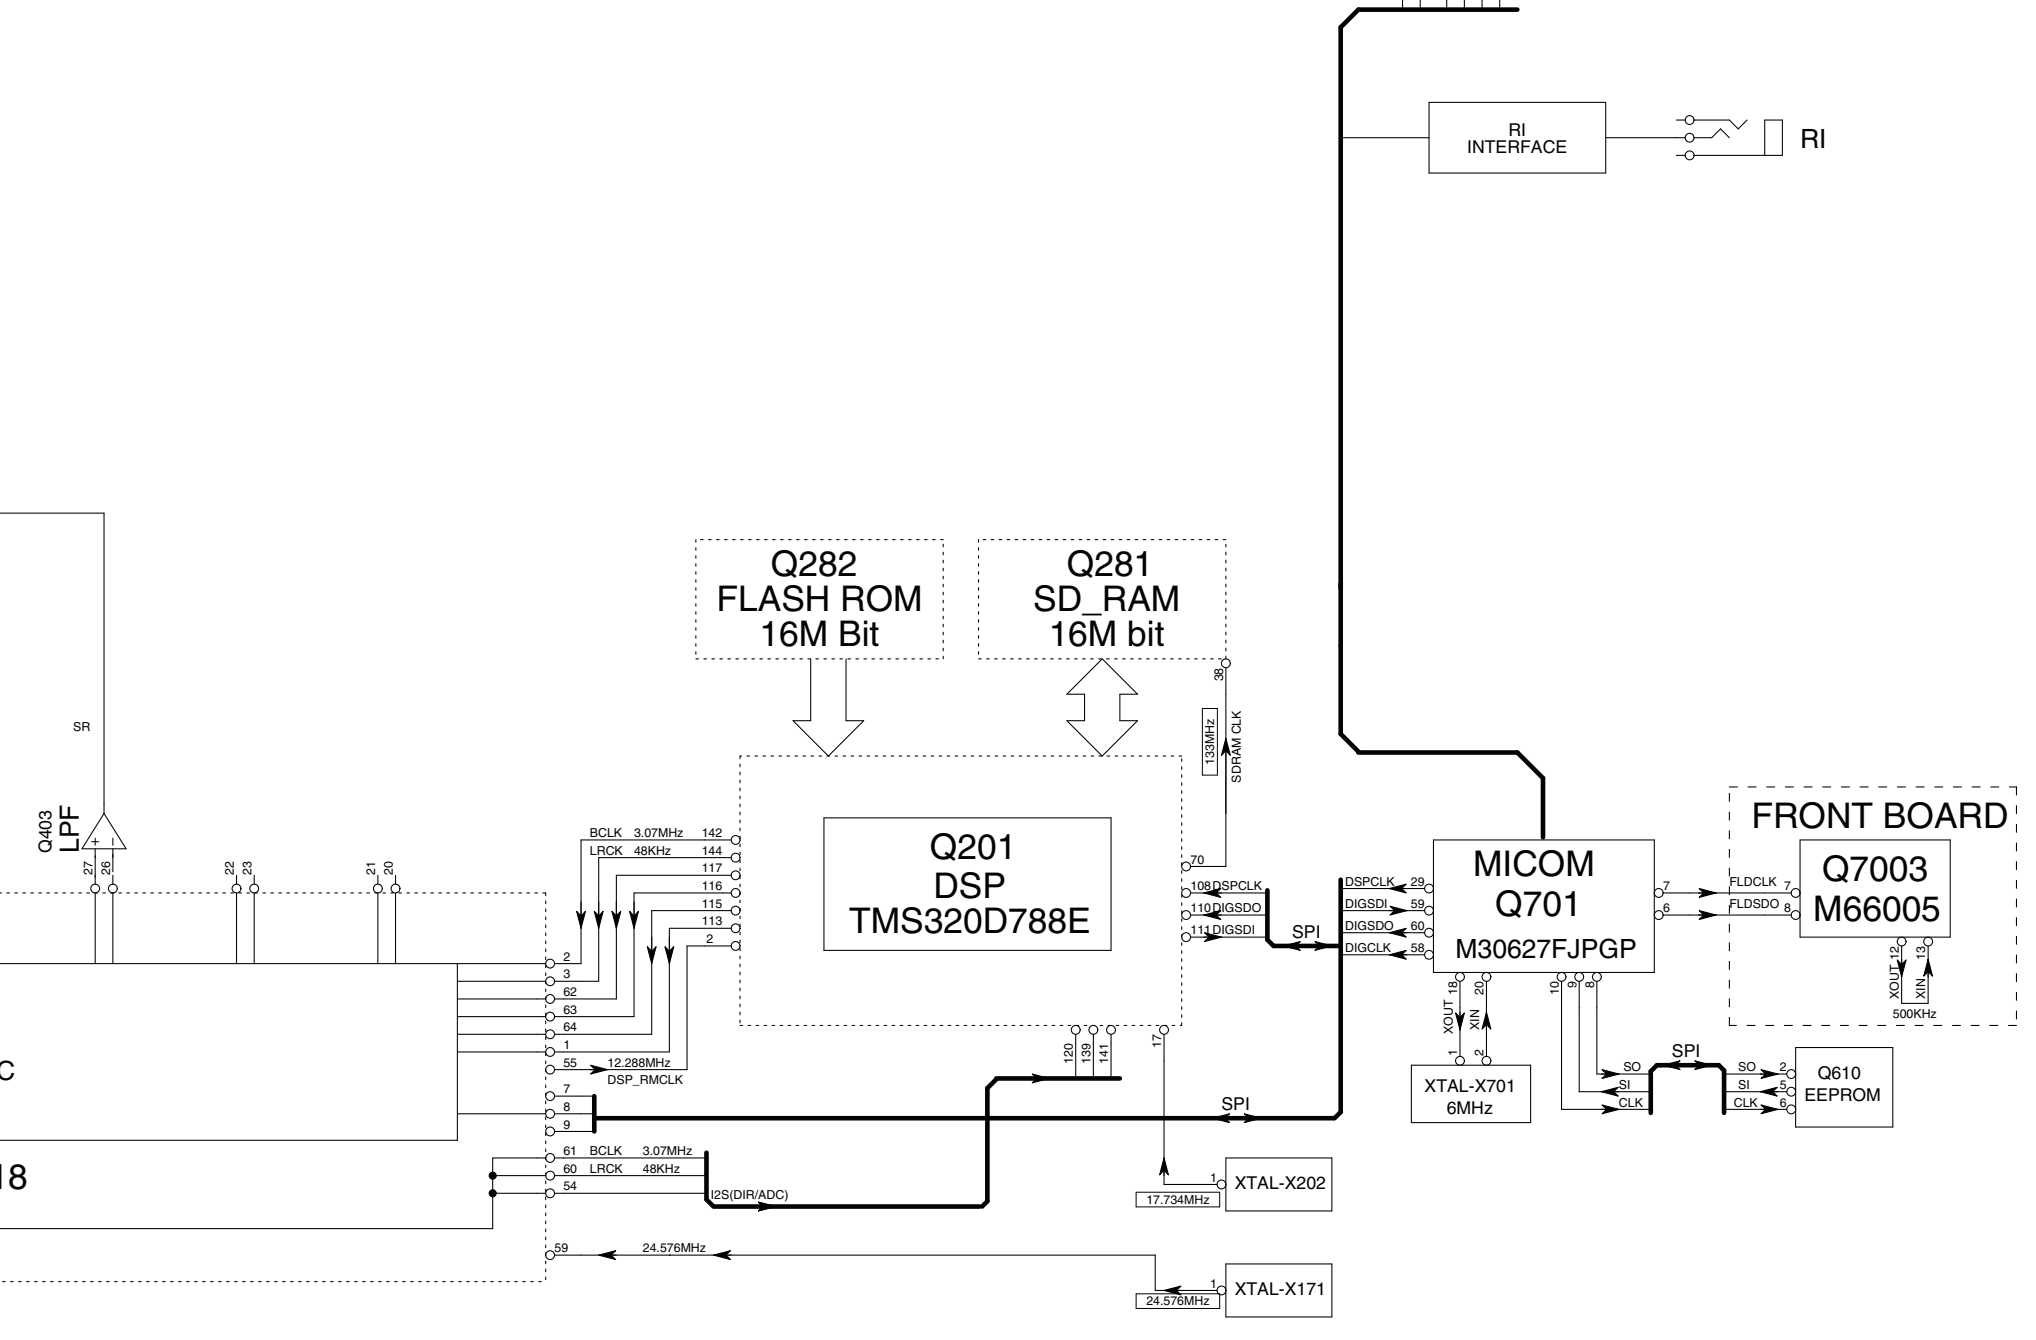 RI
INTERFACE
RI
Q282
FLASH ROM
16M Bit
Q281
SD_RAM
16M bit
38
133MHz
SDRAM CLK
SR
Q403
LPF
+
27
26
22
23
21
20
BCLK 3.07MHz 142
LRCK 48KHz 144
117
116
115
113
2
Q201
DSP
TMS320D788E
70
108 DSPCLK
110 DIGSDO
111 DIGSDI
SPI
DSPCLK 29
DIGSDI 59
DIGSDO 60
DIGCLK 58
MICOM
Q701
M30627FJPGP
7 FLDCLK 7
6 FLDSDO 8
FRONT BOARD
Q7003
M66005
XOUT 12
XIN 13
500KHz
2
3
62
63
64
1
55 12.288MHz
DSP_RMCLK
7
8
9
C
18
120
139
141
17
XOUT 18
XIN 20
1
2
XTAL-X701
6MHz
10
9
8
SO
SI
CLK
SPI
SO 2
SI 5
CLK 6
Q610
EEPROM
SPI
61 BCLK 3.07MHz
60 LRCK 48KHz
54
I2S(DIR/ADC)
1
17.734MHz
XTAL-X202
59 24.576MHz
1
24.576MHz
XTAL-X171